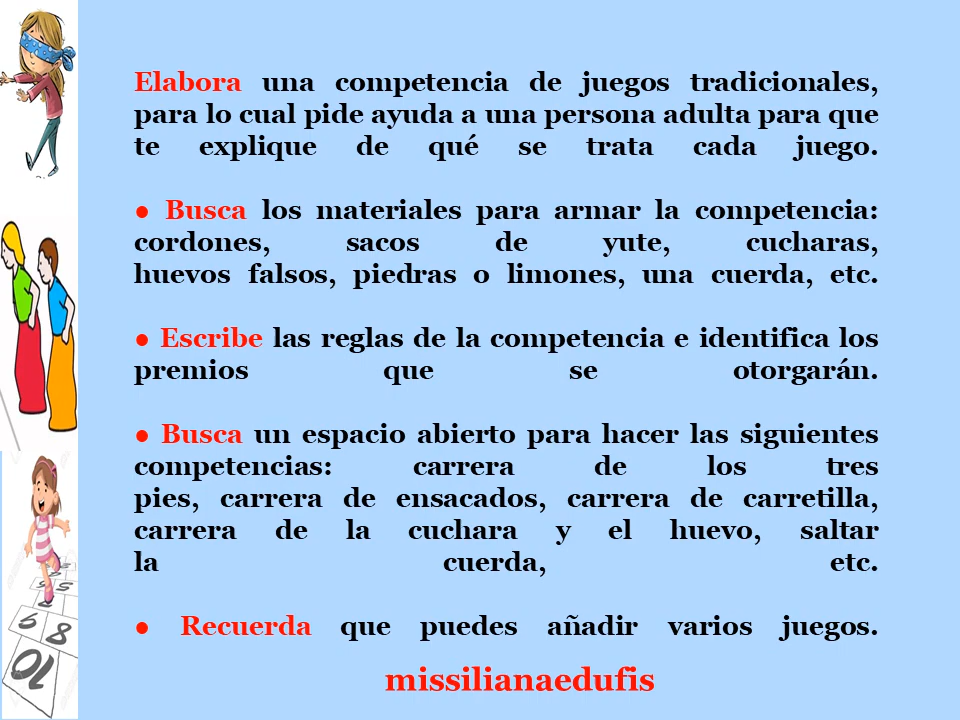 Elabora una competencia de juegos tradicionales,
para lo cual pide ayuda a una persona adulta para que
te explique de qué se trata cada juego.
● Busca los materiales para armar la competencia:
cordones, sacos de yute, cucharas,
huevos falsos, piedras o limones, una cuerda, etc.
● Escribe las reglas de la competencia e identifica los
premios que se otorgarán.
● Busca un espacio abierto para hacer las siguientes
competencias: carrera de los tres
pies, carrera de ensacados, carrera de carretilla,
carrera de la cuchara y el huevo, saltar
la cuerda, etc.
● Recuerda que puedes añadir varios juegos.
missilianaedufis
8
10